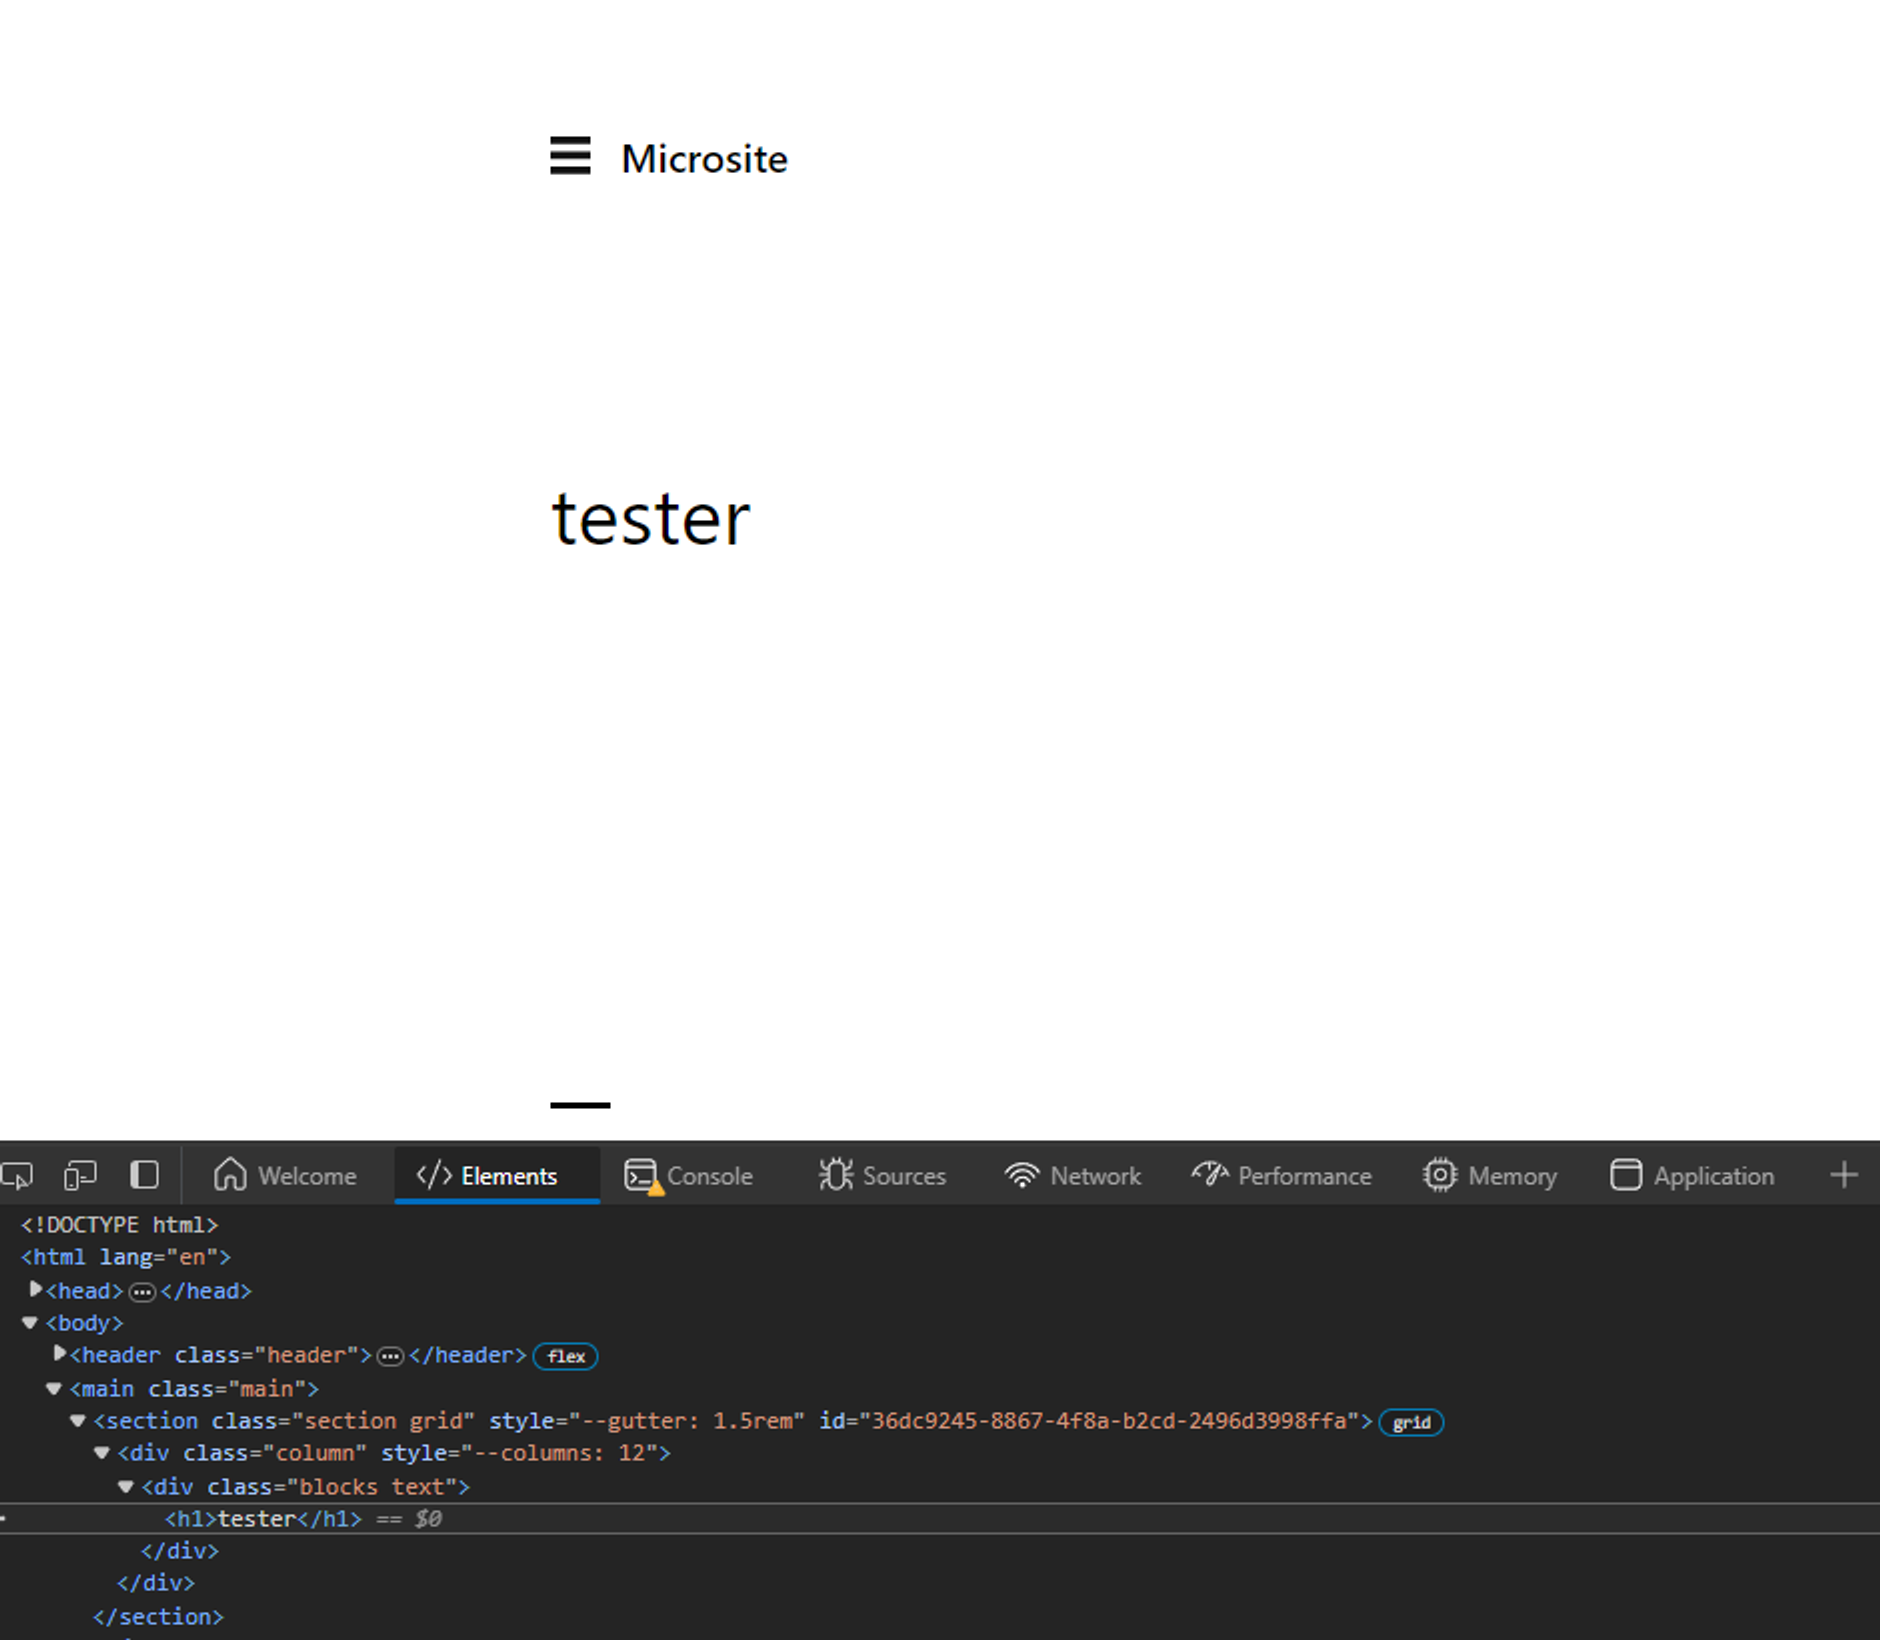 Microsite
tester
Welcome </> Elements Console Sources Network Performance Memory Application
<!DOCTYPE html>
<html lang="en">
<head>…</head>
<body>
<header class="header">…</header> flex
<main class="main">
<section class="section grid" style="--gutter: 1.5rem" id="36dc9245-8867-4f8a-b2cd-2496d3998ffa"> grid
<div class="column" style="--columns: 12">
<div class="blocks text">
<h1>tester</h1> == $0
</div>
</div>
</section>